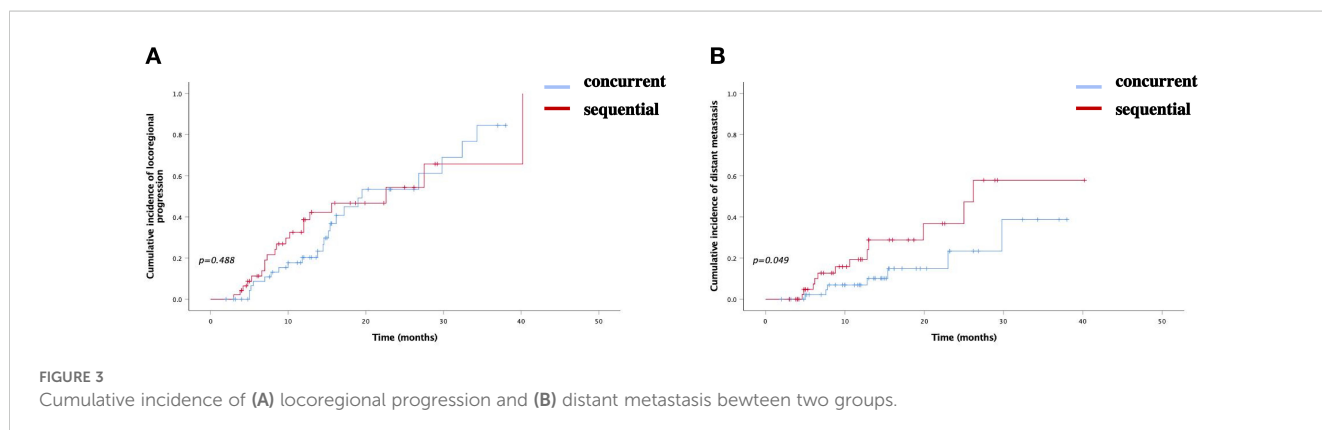 A
concurrent
sequential
Cumulative incidence of locoregional
progression
1.0
0.8
0.6
0.4
0.2
0.0
p=0.488
0 10 20 30 40 50
Time (months)
B
concurrent
sequential
Cumulative incidence of distant metastasis
1.0
0.8
0.6
0.4
0.2
0.0
p=0.049
0 10 20 30 40 50
Time (months)
FIGURE 3
Cumulative incidence of (A) locoregional progression and (B) distant metastasis bewteen two groups.